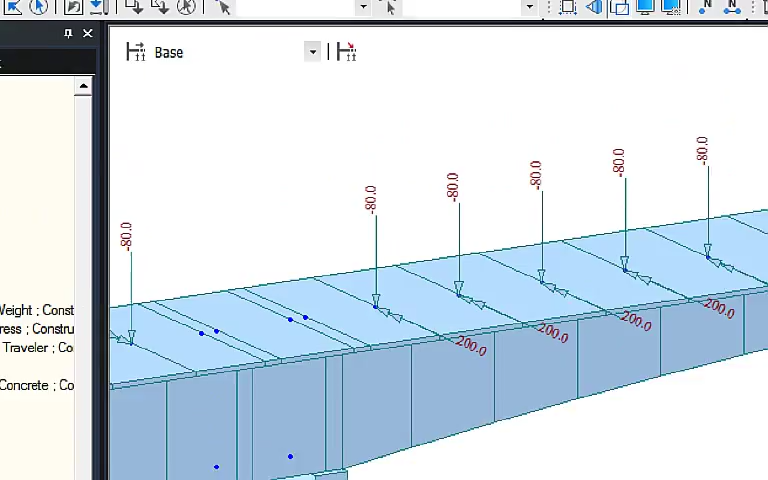 Base
-80.0
-80.0
-80.0
-80.0
-80.0
-80.0
Weight ; Const
ress ; Constru
Traveler ; Co
Concrete ; Co
200.0
200.0
200.0
200.0
N
N